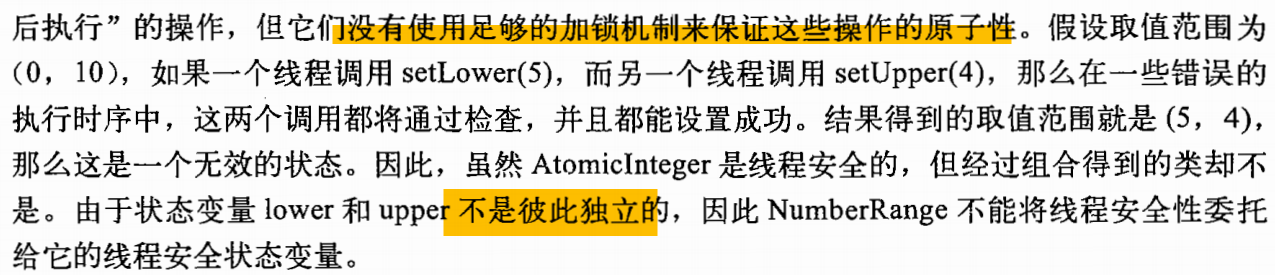 后执行”的操作，但它们没有使用足够的加锁机制来保证这些操作的原子性。假设取值范围为
（0，10），如果一个线程调用 setLower(5)，而另一个线程调用 setUpper(4)，那么在一些错误的
执行时序中，这两个调用都将通过检查，并且都能设置成功。结果得到的取值范围就是 (5，4)，
那么这是一个无效的状态。因此，虽然 AtomicInteger 是线程安全的，但经过组合得到的类却不
是。由于状态变量 lower 和 upper 不是彼此独立的，因此 NumberRange 不能将线程安全性委托
给它的线程安全状态变量。